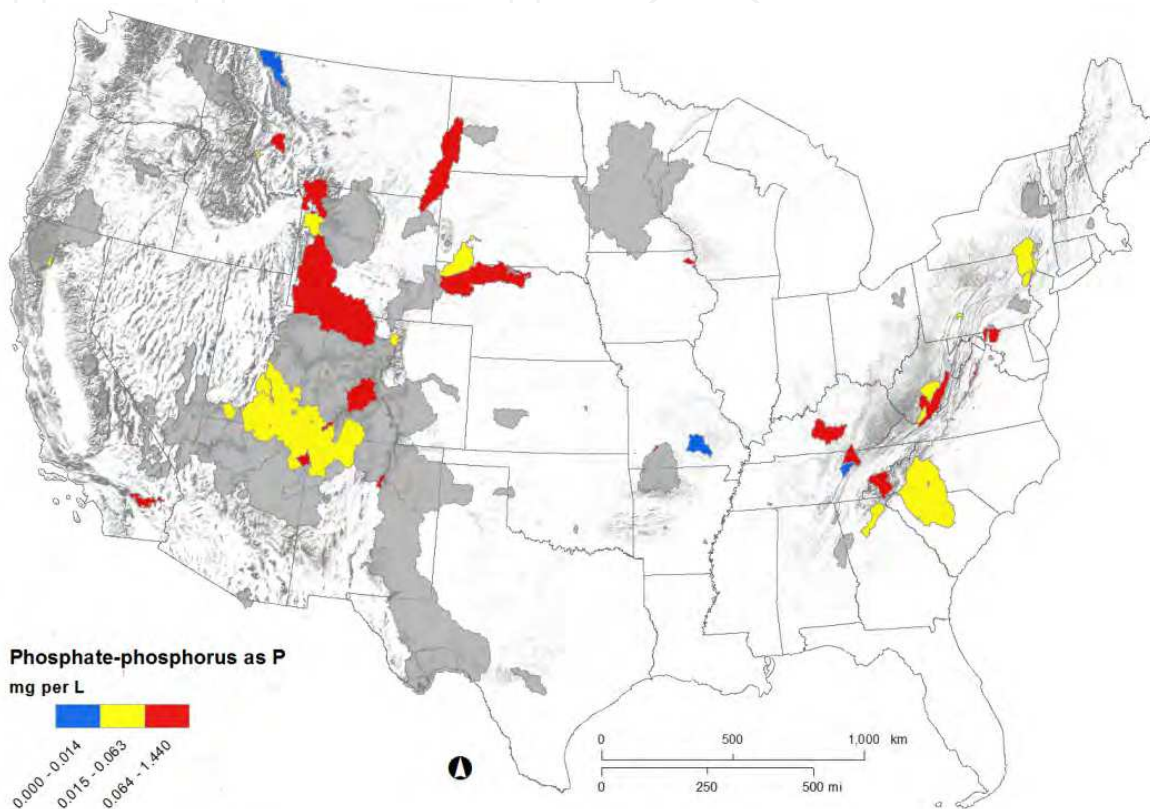 Phosphate-phosphorus as P
mg per L
0.000 - 0.014
0.015 - 0.063
0.064 - 1.440
0 500 1,000 km
0 250 500 mi